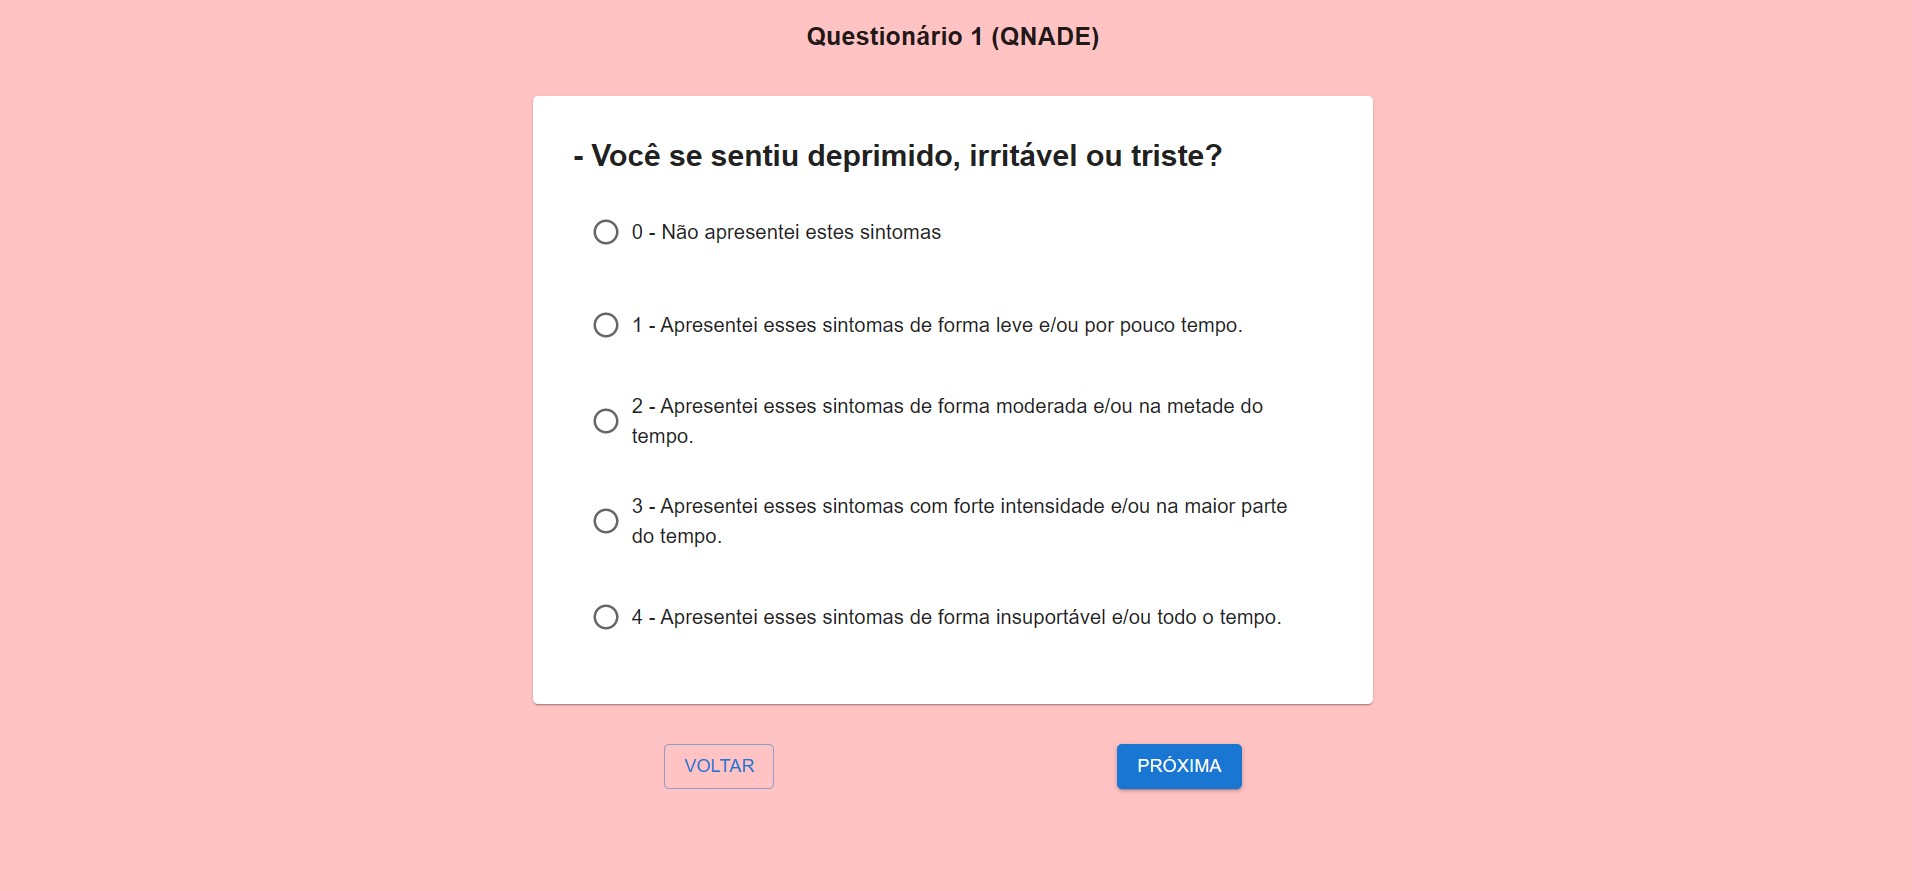 Questionário 1 (QNADE)
- Você se sentiu deprimido, irritável ou triste?
0 - Não apresentei estes sintomas
1 - Apresentei esses sintomas de forma leve e/ou por pouco tempo.
2 - Apresentei esses sintomas de forma moderada e/ou na metade do
tempo.
3 - Apresentei esses sintomas com forte intensidade e/ou na maior parte
do tempo.
4 - Apresentei esses sintomas de forma insuportável e/ou todo o tempo.
VOLTAR
PRÓXIMA